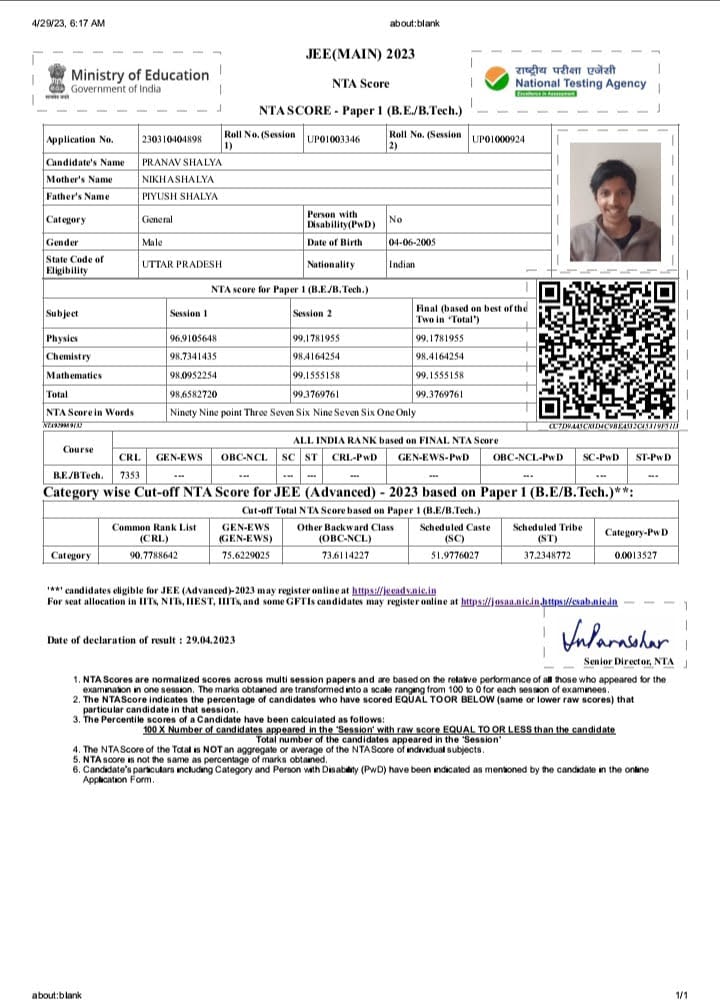 4/29/23, 6:17 AM about:blank
JEE(MAIN) 2023
Ministry of Education
Government of India
सत्यमेव जयते
NTA Score
राष्ट्रीय परीक्षा एजेंसी
National Testing Agency
Excellence in Assessment
NTA SCORE - Paper 1 (B.E./B.Tech.)
Application No. 230310404898 Roll No. (Session 1) UP01003346 Roll No. (Session 2) UP01000924
Candidate's Name PRANAV SHALYA
Mother's Name NIKHA SHALYA
Father's Name PIYUSH SHALYA
Category General Person with Disability(PwD) No
Gender Male Date of Birth 04-06-2005
State Code of Eligibility UTTAR PRADESH Nationality Indian
NTA score for Paper 1 (B.E./B.Tech.)
Subject Session 1 Session 2 Final (based on best of the Two in 'Total')
Physics 96.9105648 99.1781955 99.1781955
Chemistry 98.7341435 98.4164254 98.4164254
Mathematics 98.0952254 99.1555158 99.1555158
Total 98.6582720 99.3769761 99.3769761
NTA Score in Words Ninety Nine point Three Seven Six Nine Seven Six One Only
ALL INDIA RANK based on FINAL NTA Score
Course CRL GEN-EWS OBC-NCL SC ST CRL-PwD GEN-EWS-PwD OBC-NCL-PwD SC-PwD ST-PwD
B.E/BTech. 7353 --- --- --- --- --- --- --- --- ---
Category wise Cut-off NTA Score for JEE (Advanced) - 2023 based on Paper 1 (B.E/B.Tech.)**:
Cut-off Total NTA Score based on Paper 1 (B.E/B.Tech.)
Common Rank List (CRL) GEN-EWS (GEN-EWS) Other Backward Class (OBC-NCL) Scheduled Caste (SC) Scheduled Tribe (ST) Category-PwD
Category 90.7788642 75.6229025 73.6114227 51.9776027 37.2348772 0.0013527
'**' candidates eligible for JEE (Advanced)-2023 may register online at https://jeeadv.nic.in
For seat allocation in IITs, NITs, IIEST, IIITs, and some GFTIs candidates may register online at https://josaa.nic.in,https://csab.nic.in
Date of declaration of result : 29.04.2023
Senior Director, NTA
1. NTA Scores are normalized scores across multi session papers and are based on the relative performance of all those who appeared for the
examination in one session. The marks obtained are transformed into a scale ranging from 100 to 0 for each session of examinees.
2. The NTA Score indicates the percentage of candidates who have scored EQUAL TO OR BELOW (same or lower raw scores) that
particular candidate in that session.
3. The Percentile scores of a Candidate have been calculated as follows:
100 X Number of candidates appeared in the 'Session' with raw score EQUAL TO OR LESS than the candidate
Total number of the candidates appeared in the 'Session'
4. The NTA Score of the Total is NOT an aggregate or average of the NTA Score of individual subjects.
5. NTA score is not the same as percentage of marks obtained.
6. Candidate's particulars including Category and Person with Disability (PwD) have been indicated as mentioned by the candidate in the online
Application Form.
about:blank 1/1